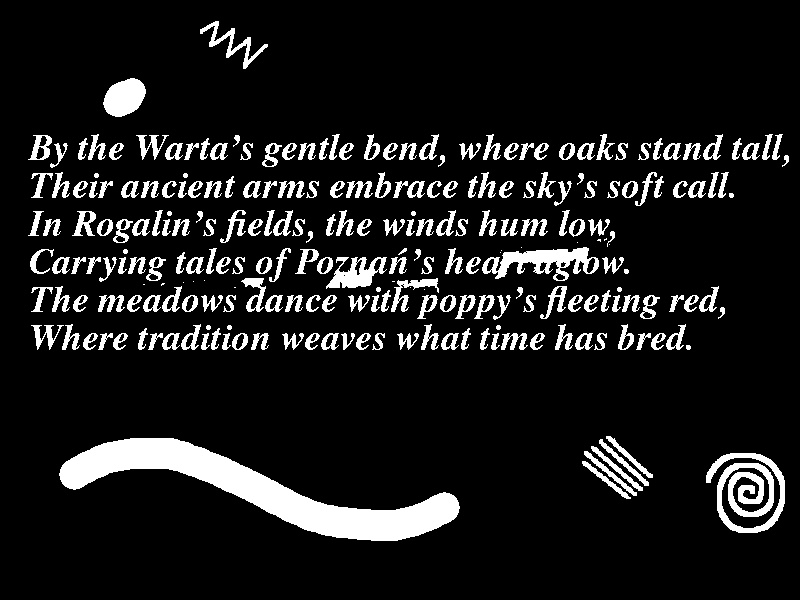 By the Warta’s gentle bend, where oaks stand tall,
Their ancient arms embrace the sky’s soft call.
In Rogalin’s fields, the winds hum low,
Carrying tales of Poznań’s heart aglow.
The meadows dance with poppy’s fleeting red,
Where tradition weaves what time has bred.